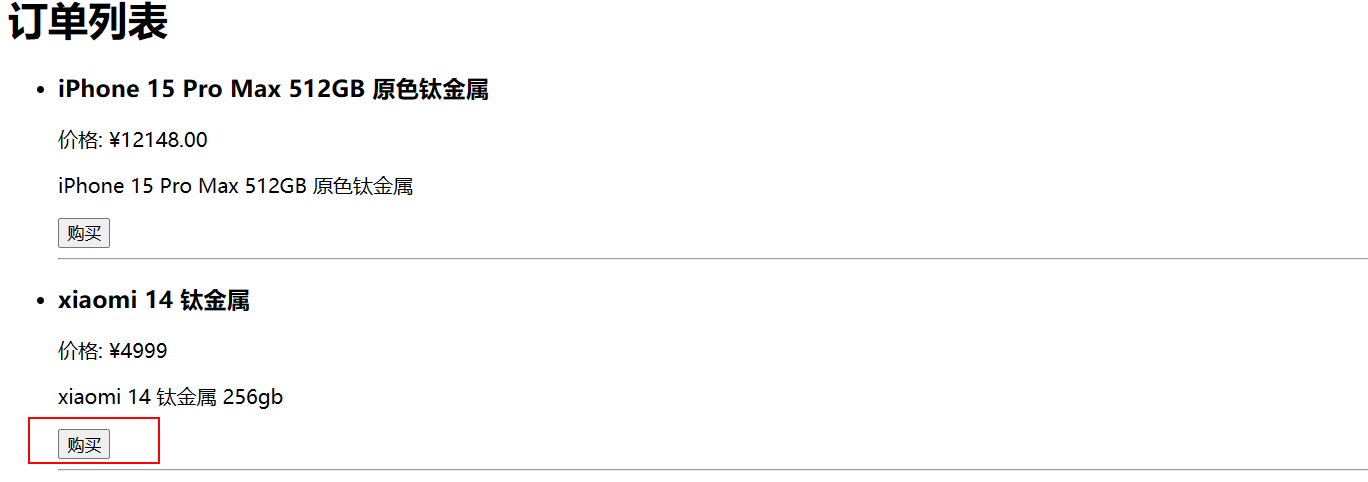 订单列表
iPhone 15 Pro Max 512GB 原色钛金属
价格: ¥12148.00
iPhone 15 Pro Max 512GB 原色钛金属
购买
xiaomi 14 钛金属
价格: ¥4999
xiaomi 14 钛金属 256gb
购买